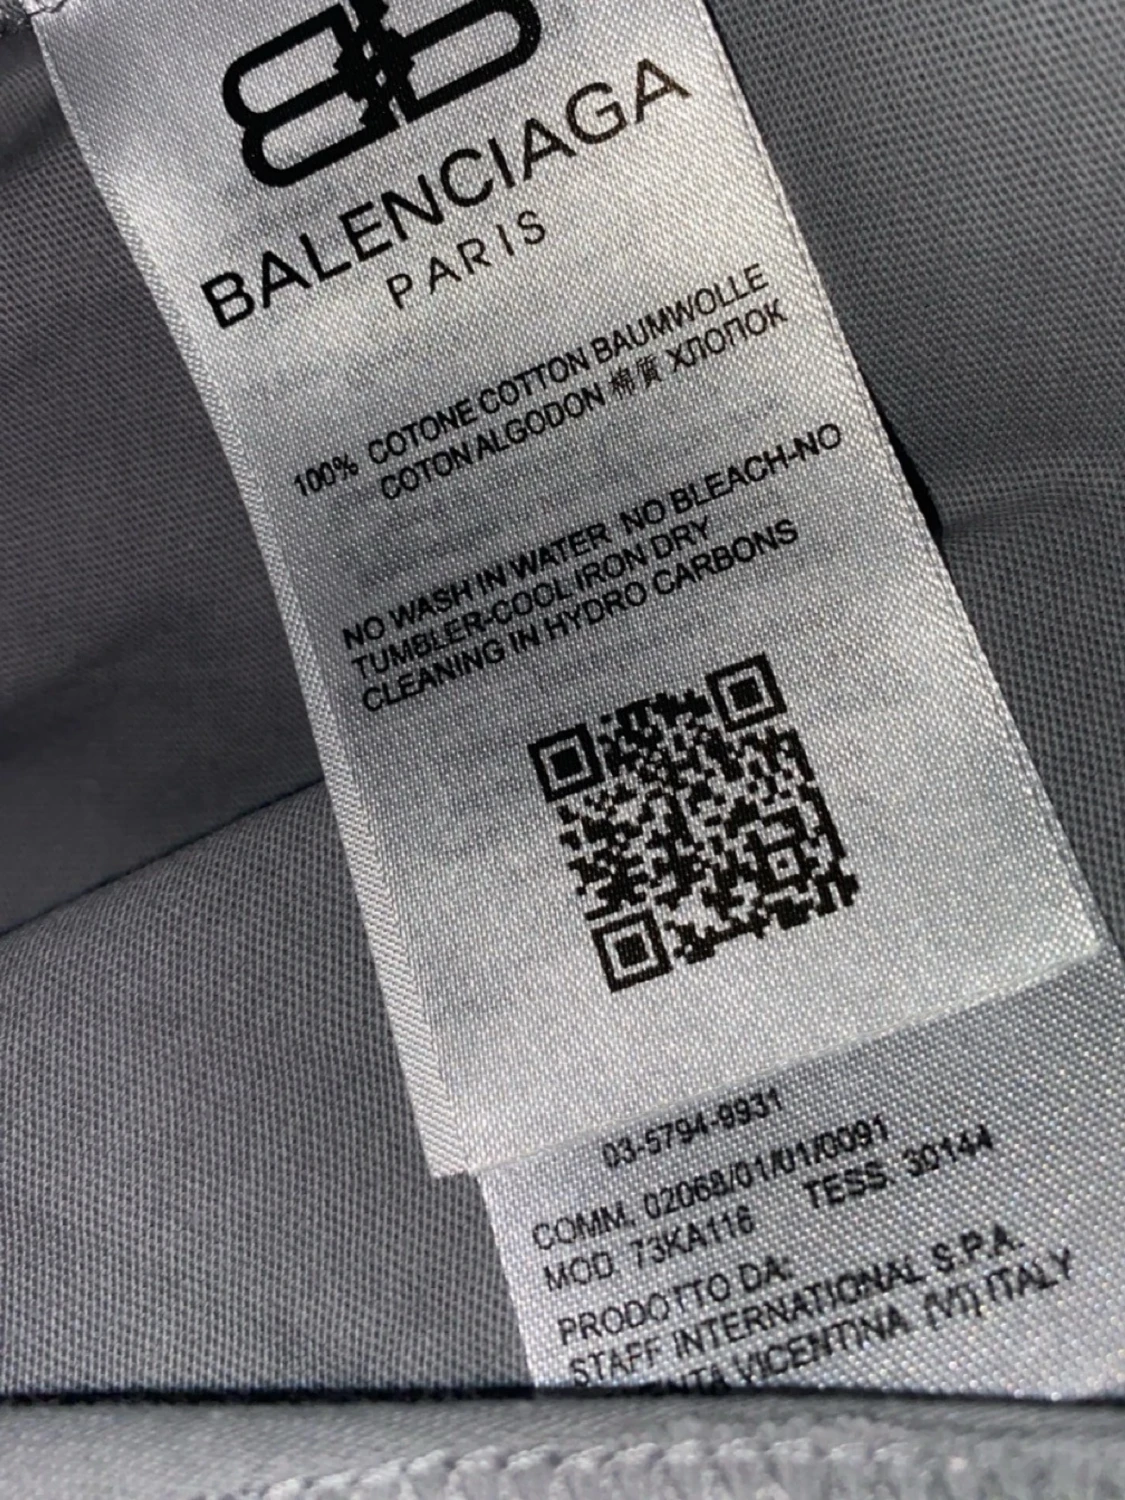 BALENCIAGA
PARIS
100% COTONE COTTON BAUMWOLLE
COTON ALGODON 棉質 ХЛОПОК
NO WASH IN WATER NO BLEACH-NO
TUMBLER-COOL IRON DRY
CLEANING IN HYDRO CARBONS
03-5794-9931
COMM. 02068/01/01/0091
MOD. 73KA116 TESS. 30144
PRODOTTO DA:
STAFF INTERNATIONAL S.P.A.
VICENTINA (VI) ITALY